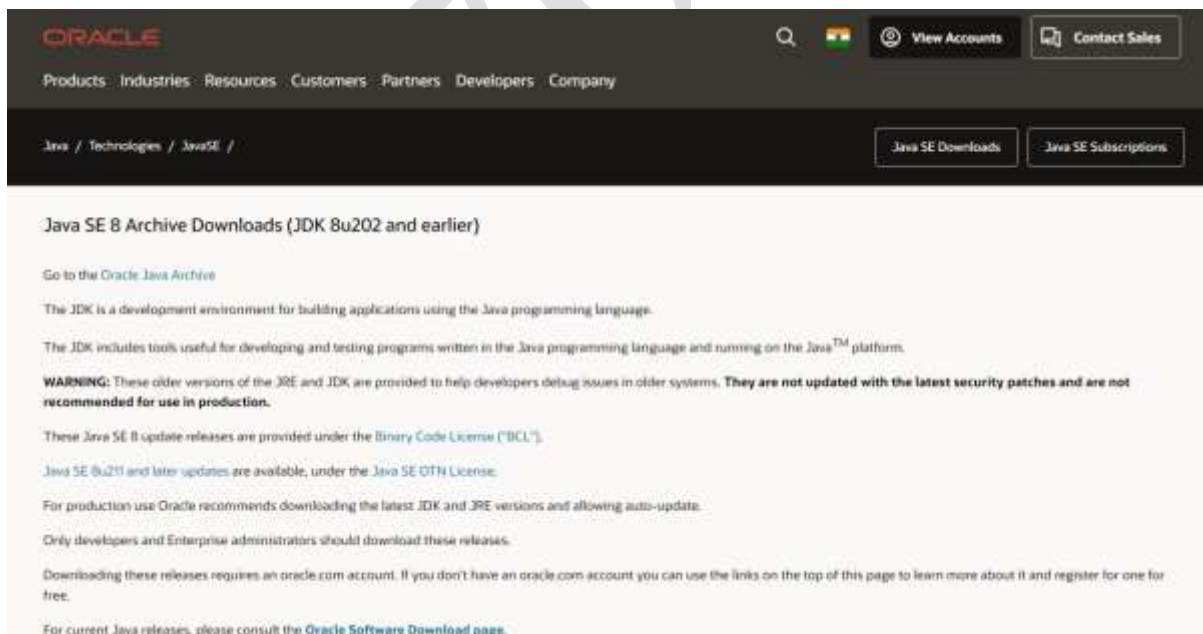 ORACLE
View Accounts
Contact Sales
Products Industries Resources Customers Partners Developers Company
Java / Technologies / JavaSE /
Java SE Downloads
Java SE Subscriptions
Java SE 8 Archive Downloads (JDK 8u202 and earlier)
Go to the Oracle Java Archive
The JDK is a development environment for building applications using the Java programming language.
The JDK includes tools useful for developing and testing programs written in the Java programming language and running on the Java™ platform.
WARNING: These older versions of the JRE and JDK are provided to help developers debug issues in older systems. They are not updated with the latest security patches and are not
recommended for use in production.
These Java SE 8 update releases are provided under the Binary Code License ("BCL").
Java SE 8u211 and later updates are available, under the Java SE OTN License.
For production use Oracle recommends downloading the latest JDK and JRE versions and allowing auto-update.
Only developers and Enterprise administrators should download these releases.
Downloading these releases requires an oracle.com account. If you don't have an oracle.com account you can use the links on the top of this page to learn more about it and register for one for
free.
For current Java releases, please consult the Oracle Software Download page.